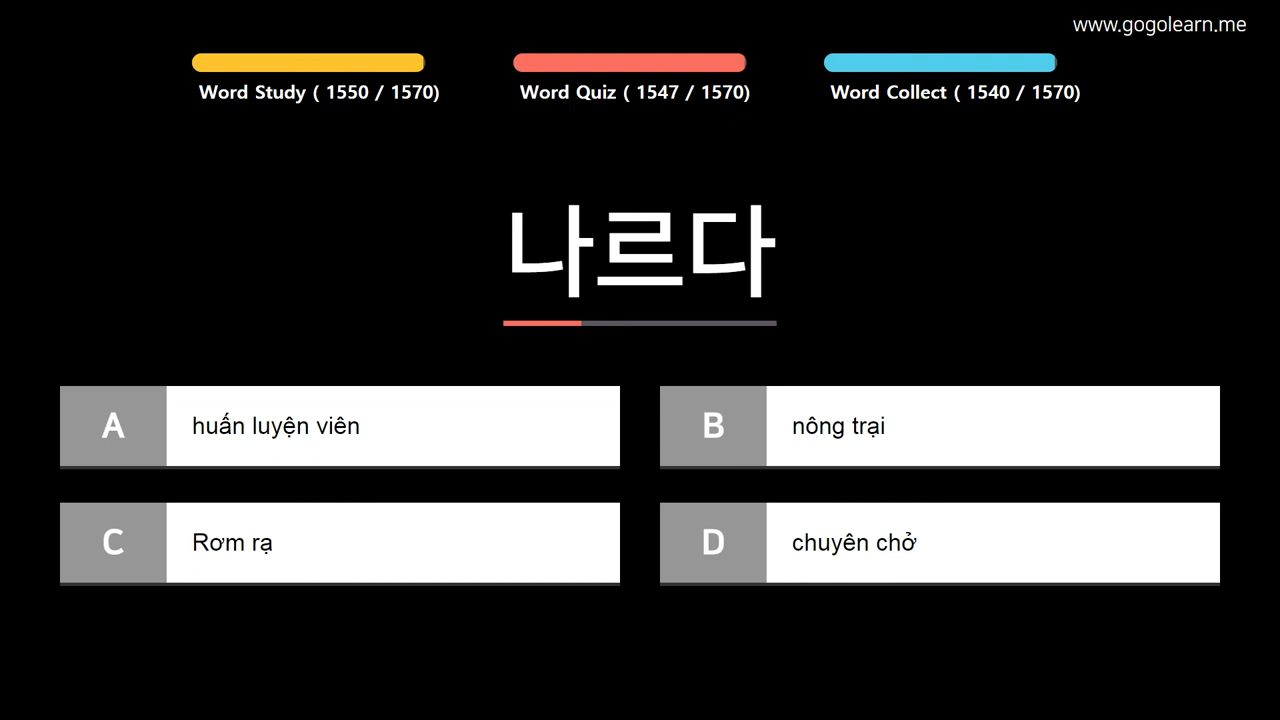 www.gogolearn.me
Word Study ( 1550 / 1570)
Word Quiz ( 1547 / 1570)
Word Collect ( 1540 / 1570)
나르다
A huấn luyện viên
B nông trại
C Rơm rạ
D chuyên chở